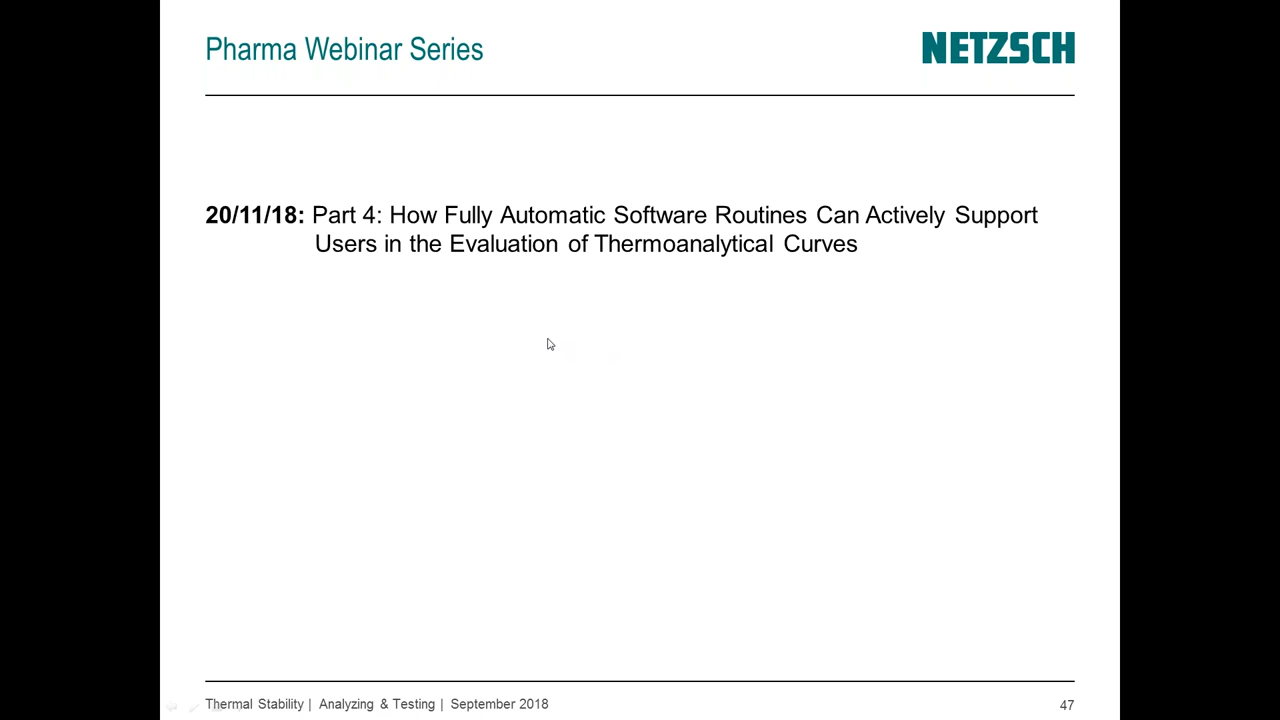 Pharma Webinar Series
NETZSCH
20/11/18: Part 4: How Fully Automatic Software Routines Can Actively Support
Users in the Evaluation of Thermoanalytical Curves
Thermal Stability | Analyzing & Testing | September 2018
47